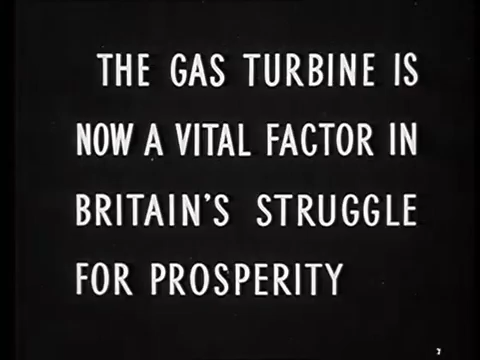 THE GAS TURBINE IS
NOW A VITAL FACTOR IN
BRITAIN'S STRUGGLE
FOR PROSPERITY